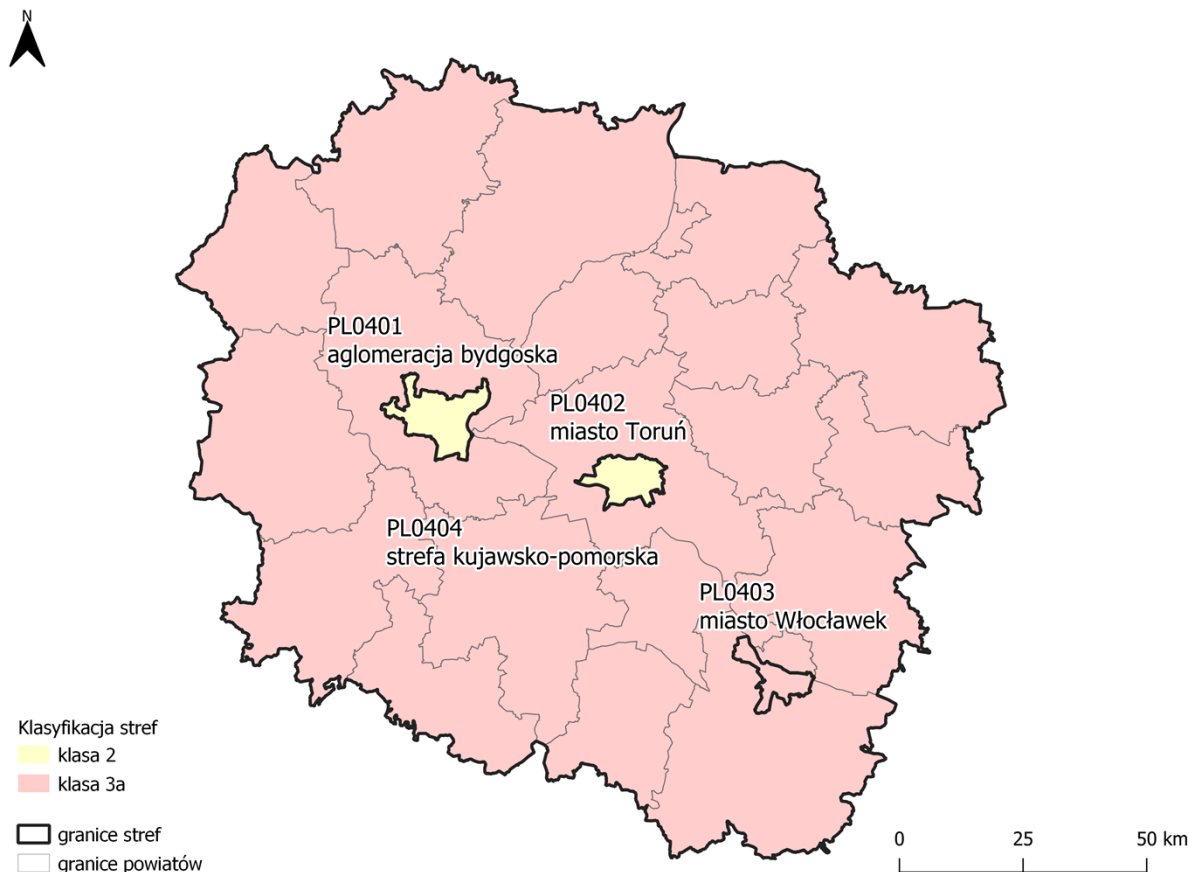 N
PL0401
aglomeracja bydgoska
PL0402
miasto Toruń
PL0404
strefa kujawsko-pomorska
PL0403
miasto Włocławek
Klasyfikacja stref
klasa 2
klasa 3a
granice stref
granice powiatów
0 25 50 km